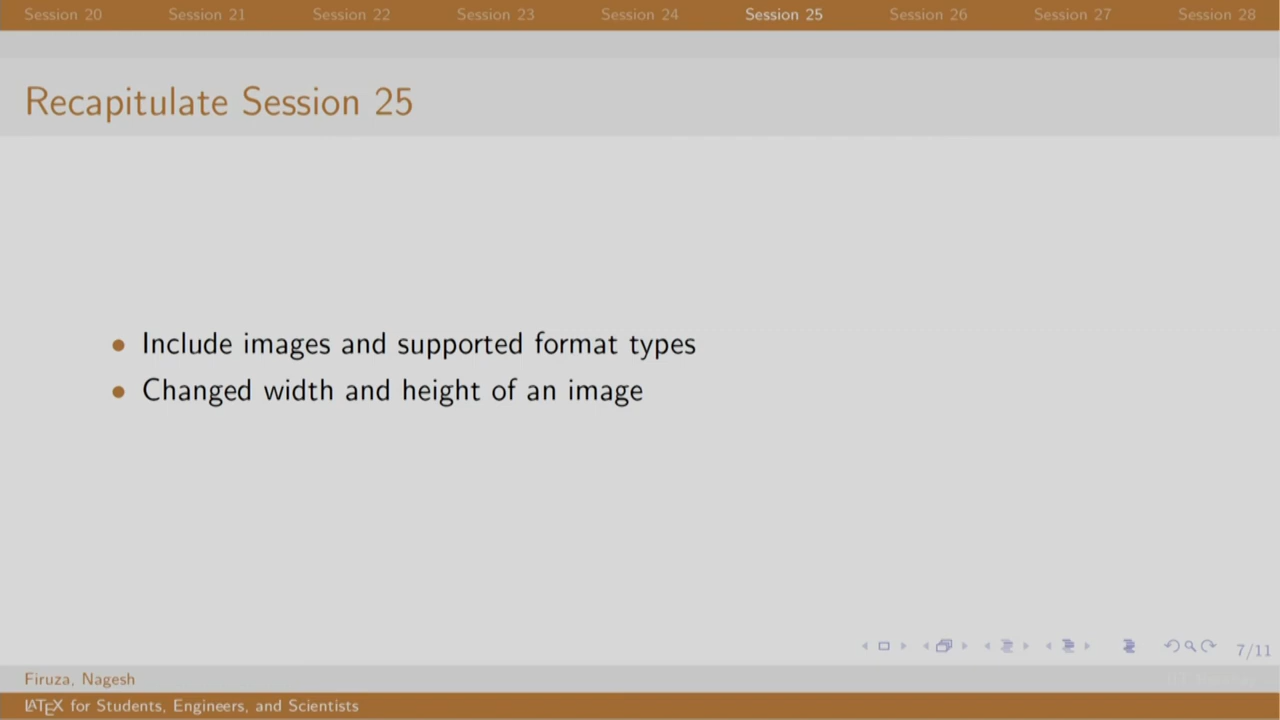 Session 20 Session 21 Session 22 Session 23 Session 24 Session 25 Session 26 Session 27 Session 28
Recapitulate Session 25
• Include images and supported format types
• Changed width and height of an image
7/11
Firuza, Nagesh
LATEX for Students, Engineers, and Scientists